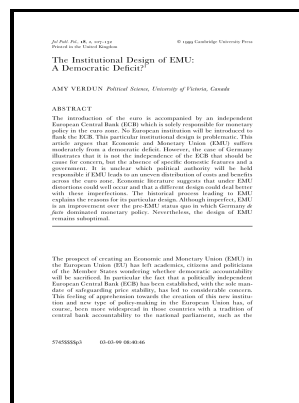 Jnl Publ. Pol., 18, 2, 107–132
© 1999 Cambridge University Press
Printed in the United Kingdom
The Institutional Design of EMU:
A Democratic Deficit?
AMY VERDUN Political Science, University of Victoria, Canada
ABSTRACT
The introduction of the euro is accompanied by an independent
European Central Bank (ECB) which is solely responsible for monetary
policy in the euro zone. No European institution will be introduced to
flank the ECB. This particular institutional design is problematic. This
article argues that Economic and Monetary Union (EMU) suffers
moderately from a democratic deficit. However, the case of Germany
illustrates that it is not the independence of the ECB that should be
cause for concern, but the absence of specific domestic features and a
government. It is unclear which political authority will be held
responsible if EMU leads to an uneven distribution of costs and benefits
across the euro zone. Economic literature suggests that under EMU
distortions could well occur and that a different design could deal better
with these imperfections. The historical process leading to EMU
explains the reasons for its particular design. Although imperfect, EMU
is an improvement over the pre-EMU status quo in which Germany de
facto dominated monetary policy. Nevertheless, the design of EMU
remains suboptimal.
The prospect of creating an Economic and Monetary Union (EMU) in
the European Union (EU) has left academics, citizens and politicians
of the Member States wondering whether democratic accountability
will be sacrificed. In particular the fact that a politically independent
European Central Bank (ECB) has been established, with the sole man-
date of safeguarding price stability, has led to considerable concern.
This feeling of apprehension towards the creation of this new institu-
tion and new type of policy-making in the European Union has, of
course, been more widespread in those countries with a tradition of
central bank accountability to the national parliament, such as the
03-03-99 08:40:46